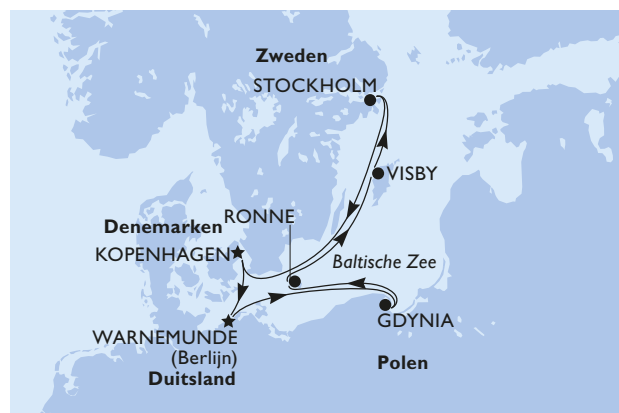 Zweden
STOCKHOLM
VISBY
RONNE
Denemarken
KOPENHAGEN
Baltische Zee
GDYNIA
WARNEMUNDE
(Berlijn)
Duitsland
Polen